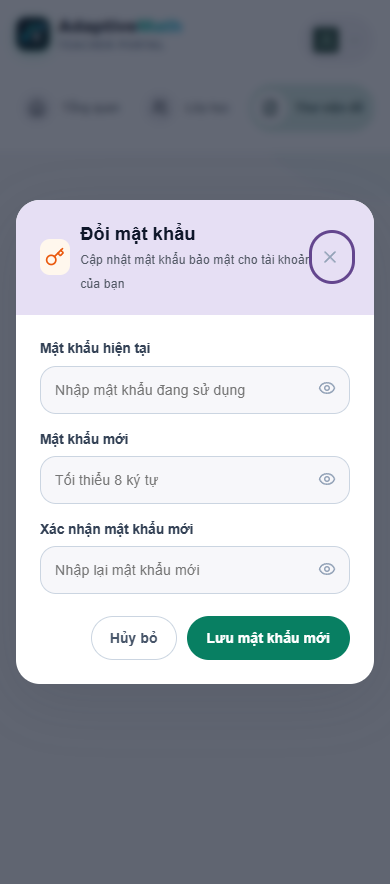 AdaptiveMath
Đổi mật khẩu
Cập nhật mật khẩu bảo mật cho tài khoản
của bạn
Mật khẩu hiện tại
Nhập mật khẩu đang sử dụng
Mật khẩu mới
Tối thiểu 8 ký tự
Xác nhận mật khẩu mới
Nhập lại mật khẩu mới
Hủy bỏ
Lưu mật khẩu mới